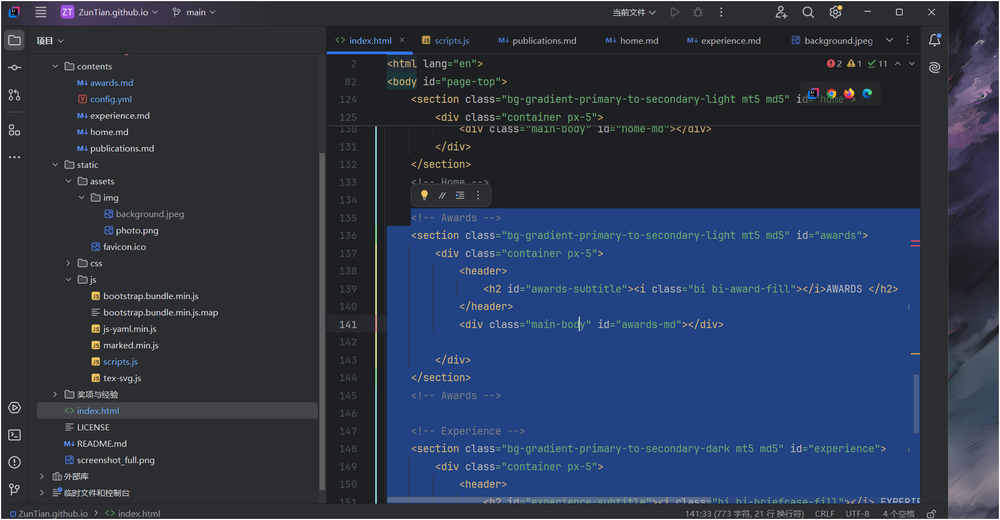 ZT ZunTian.github.io main 当前文件
项目
contents
awards.md
config.yml
experience.md
home.md
publications.md
static
assets
img
background.jpeg
photo.png
favicon.ico
css
js
bootstrap.bundle.min.js
bootstrap.bundle.min.js.map
js-yaml.min.js
marked.min.js
scripts.js
tex-svg.js
奖项与经验
index.html
LICENSE
README.md
screenshot_full.png
外部库
临时文件和控制台
index.html scripts.js publications.md home.md experience.md background.jpeg
2 1 11
2 <html lang="en">
82 <body id="page-top">
124 <section class="bg-gradient-primary-to-secondary-light mt5 md5" id="home">
125 <div class="container px-5">
130 <div class="main-body" id="home-md"></div>
131 </div>
132 </section>
133 <!-- Home -->
134
135 <!-- Awards -->
136 <section class="bg-gradient-primary-to-secondary-light mt5 md5" id="awards">
137 <div class="container px-5">
138 <header>
139 <h2 id="awards-subtitle"><i class="bi bi-award-fill"></i>AWARDS </h2>
140 </header>
141 <div class="main-body" id="awards-md"></div>
142
143 </div>
144 </section>
145 <!-- Awards -->
146
147 <!-- Experience -->
148 <section class="bg-gradient-primary-to-secondary-dark mt5 md5" id="experience">
149 <div class="container px-5">
150 <header>
151 <h2 id="experience-subtitle"><i class="bi bi-briefcase-fill"></i> EXPERIE
ZunTian.github.io > index.html 141:33 (773 字符, 21 行 换行符) CRLF UTF-8 4 个空格